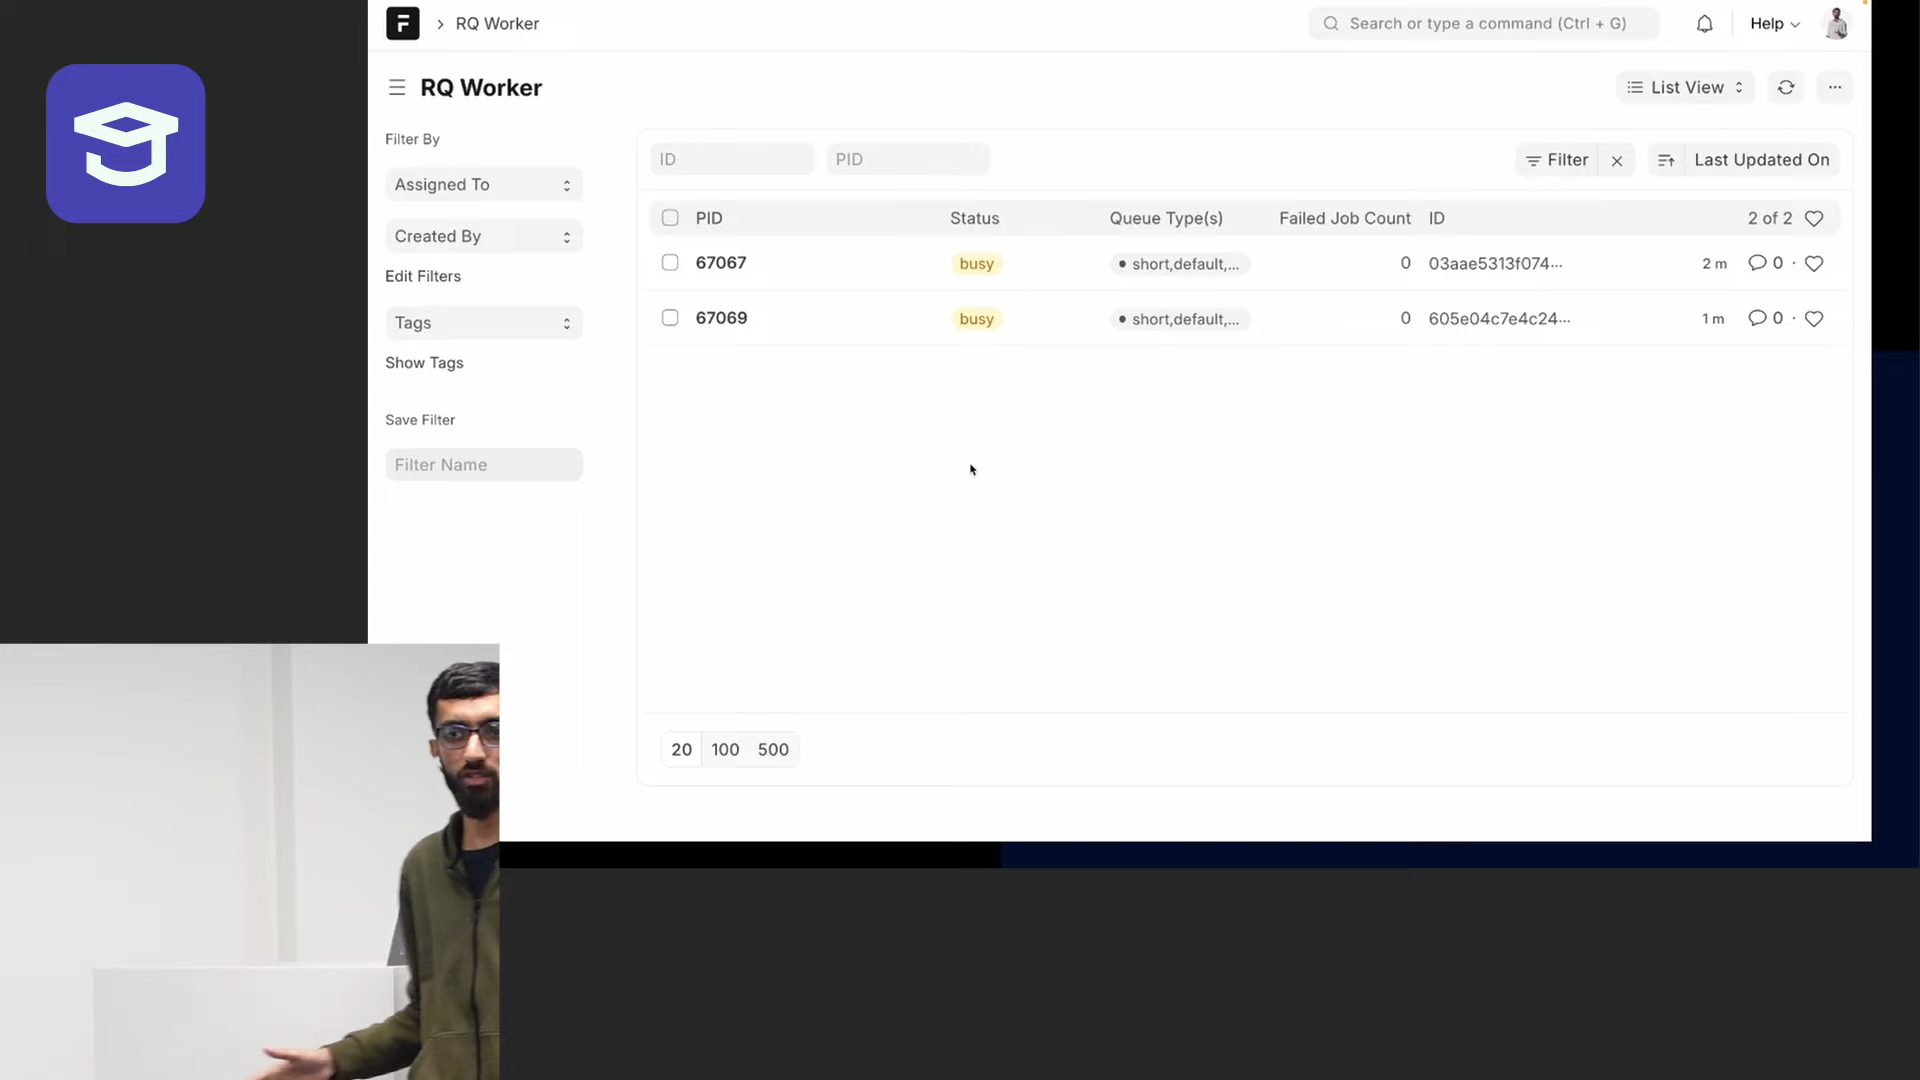 RQ Worker
Search or type a command (Ctrl + G)
Help
RQ Worker
List View
Filter By
Assigned To
Created By
Edit Filters
Tags
Show Tags
Save Filter
Filter Name
ID
PID
Filter
Last Updated On
PID Status Queue Type(s) Failed Job Count ID 2 of 2
67067 busy short,default,... 0 03aae5313f074... 2 m 0
67069 busy short,default,... 0 605e04c7e4c24... 1 m 0
20 100 500